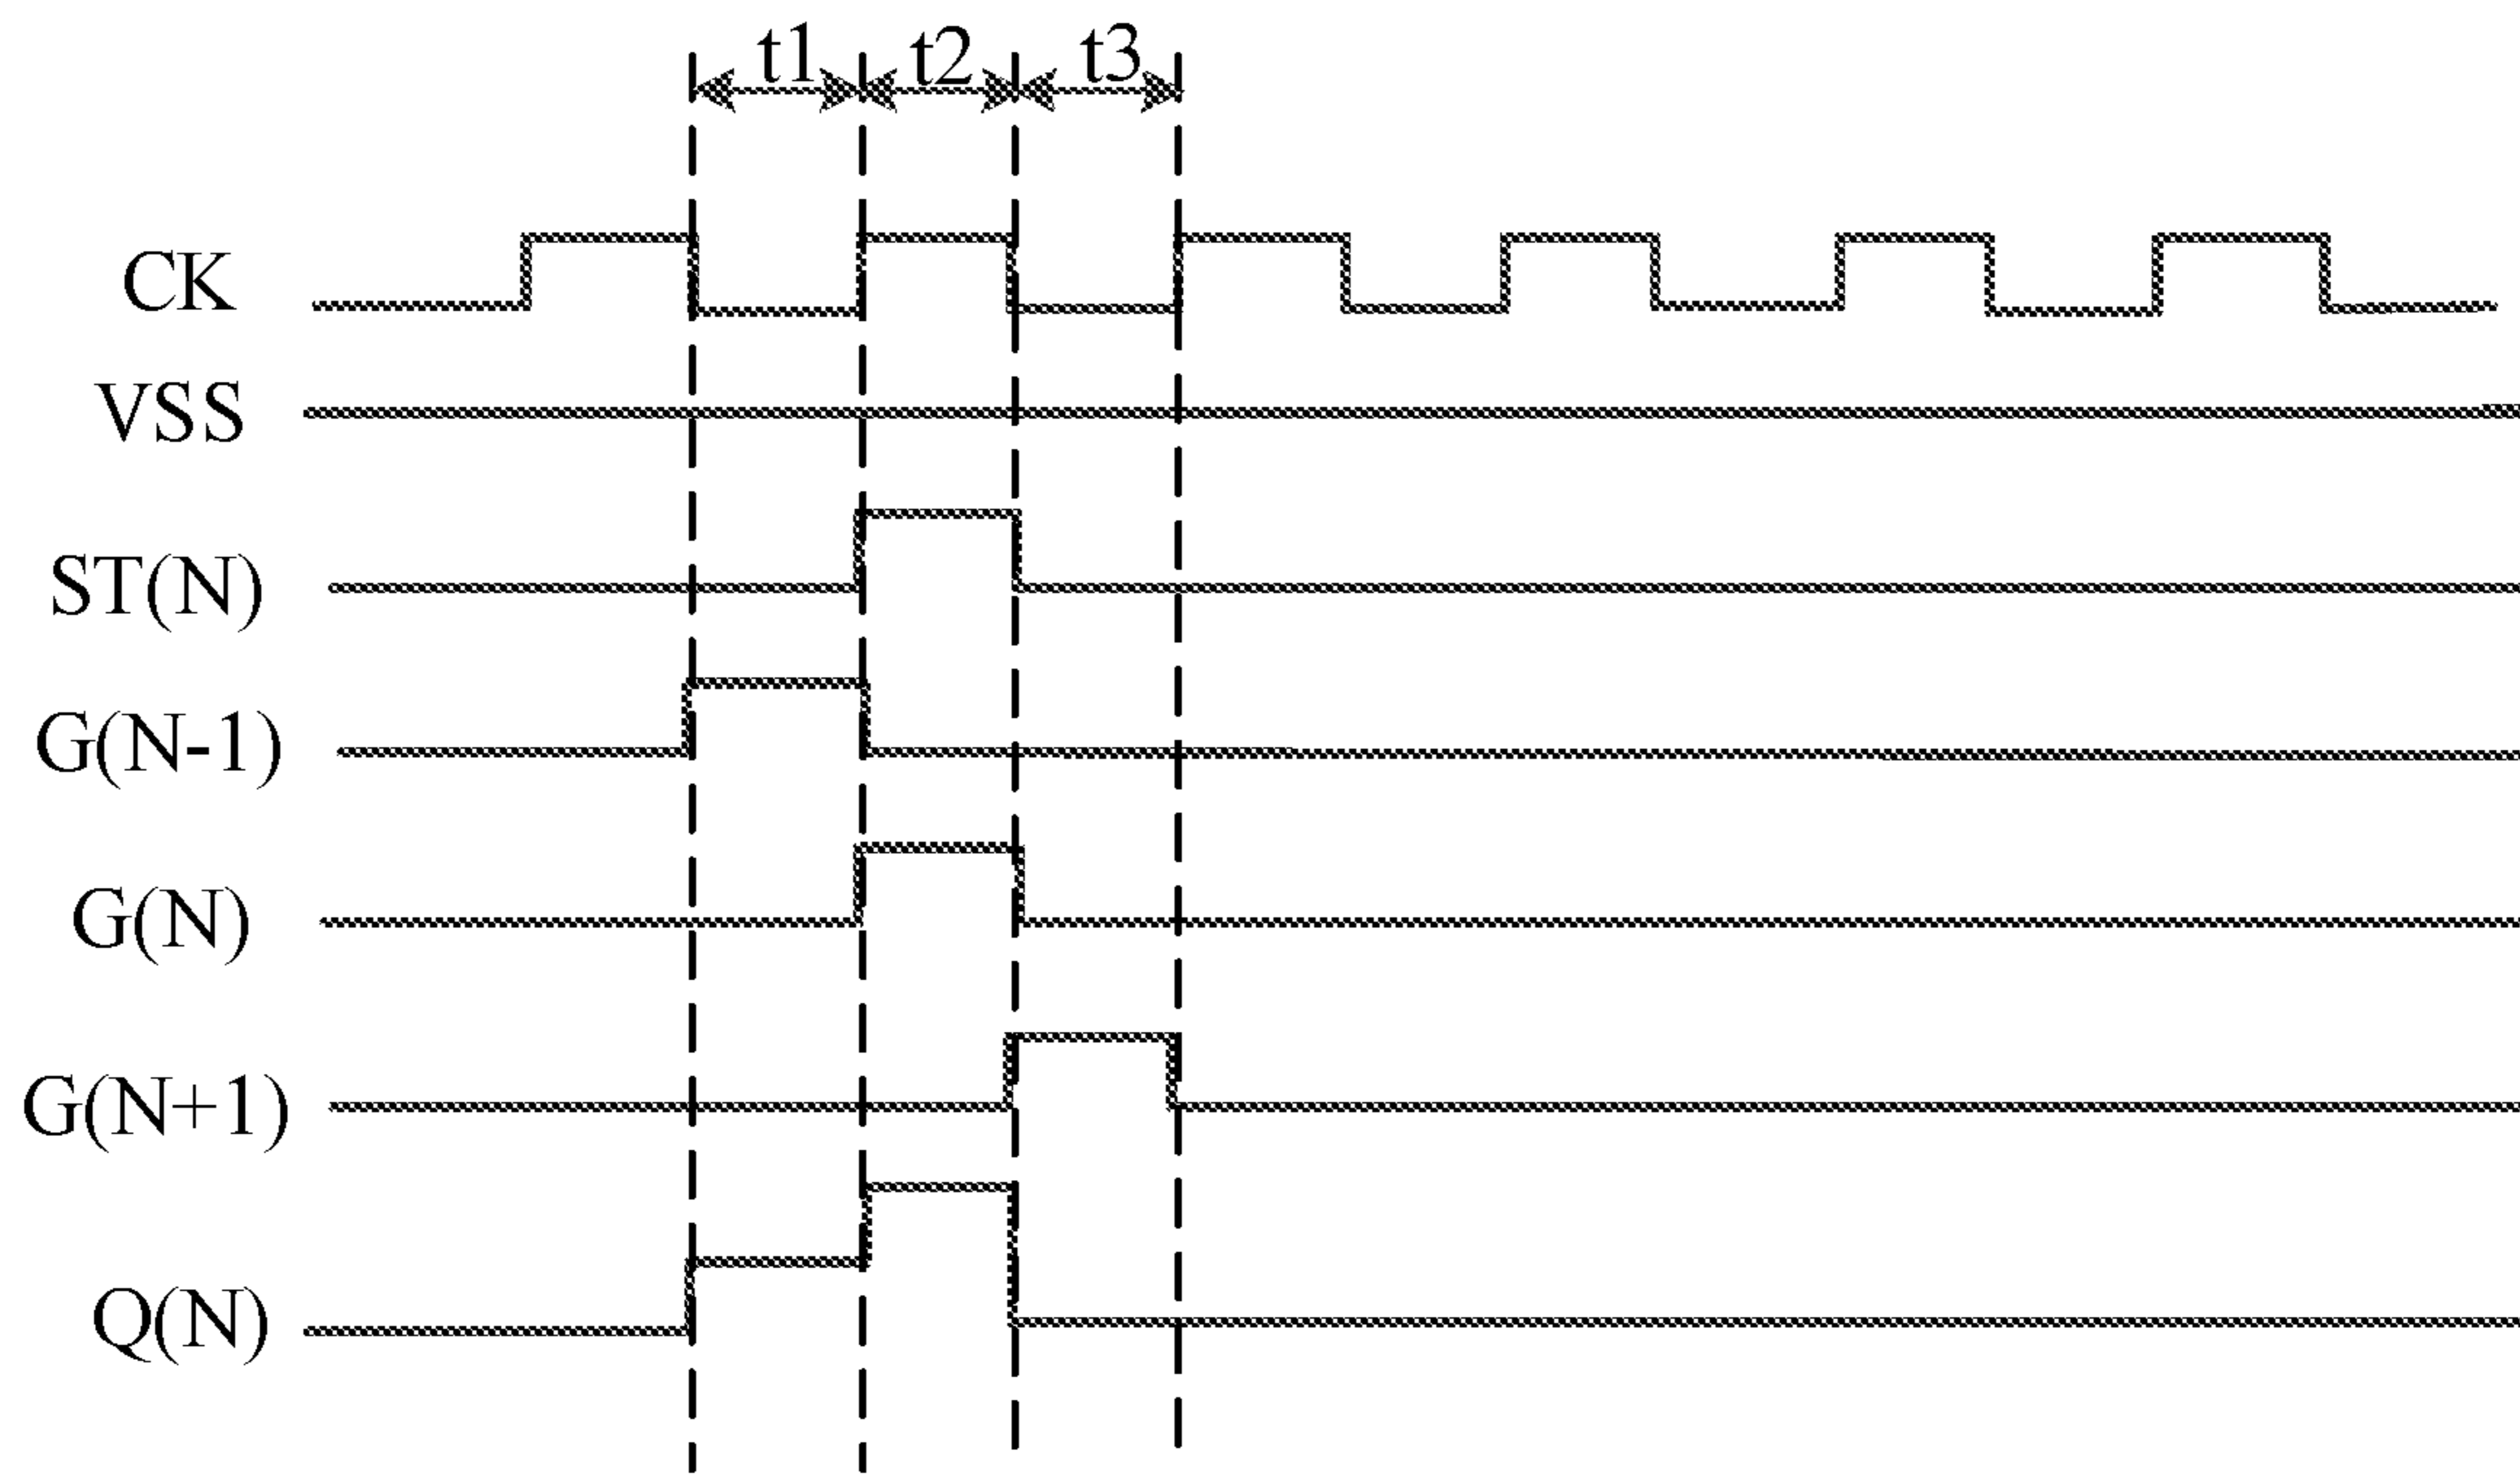 t1 t2 t3
CK
VSS
ST(N)
G(N-1)
G(N)
G(N+1)
Q(N)